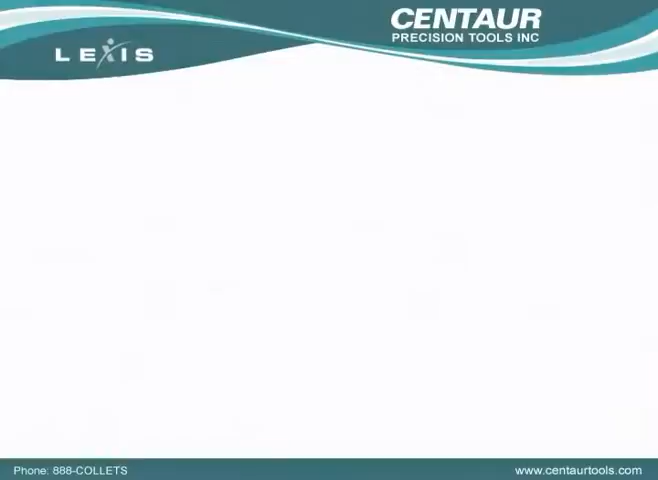 LEXIS
CENTAUR
PRECISION TOOLS INC
Phone: 888-COLLETS
www.centaurtools.com